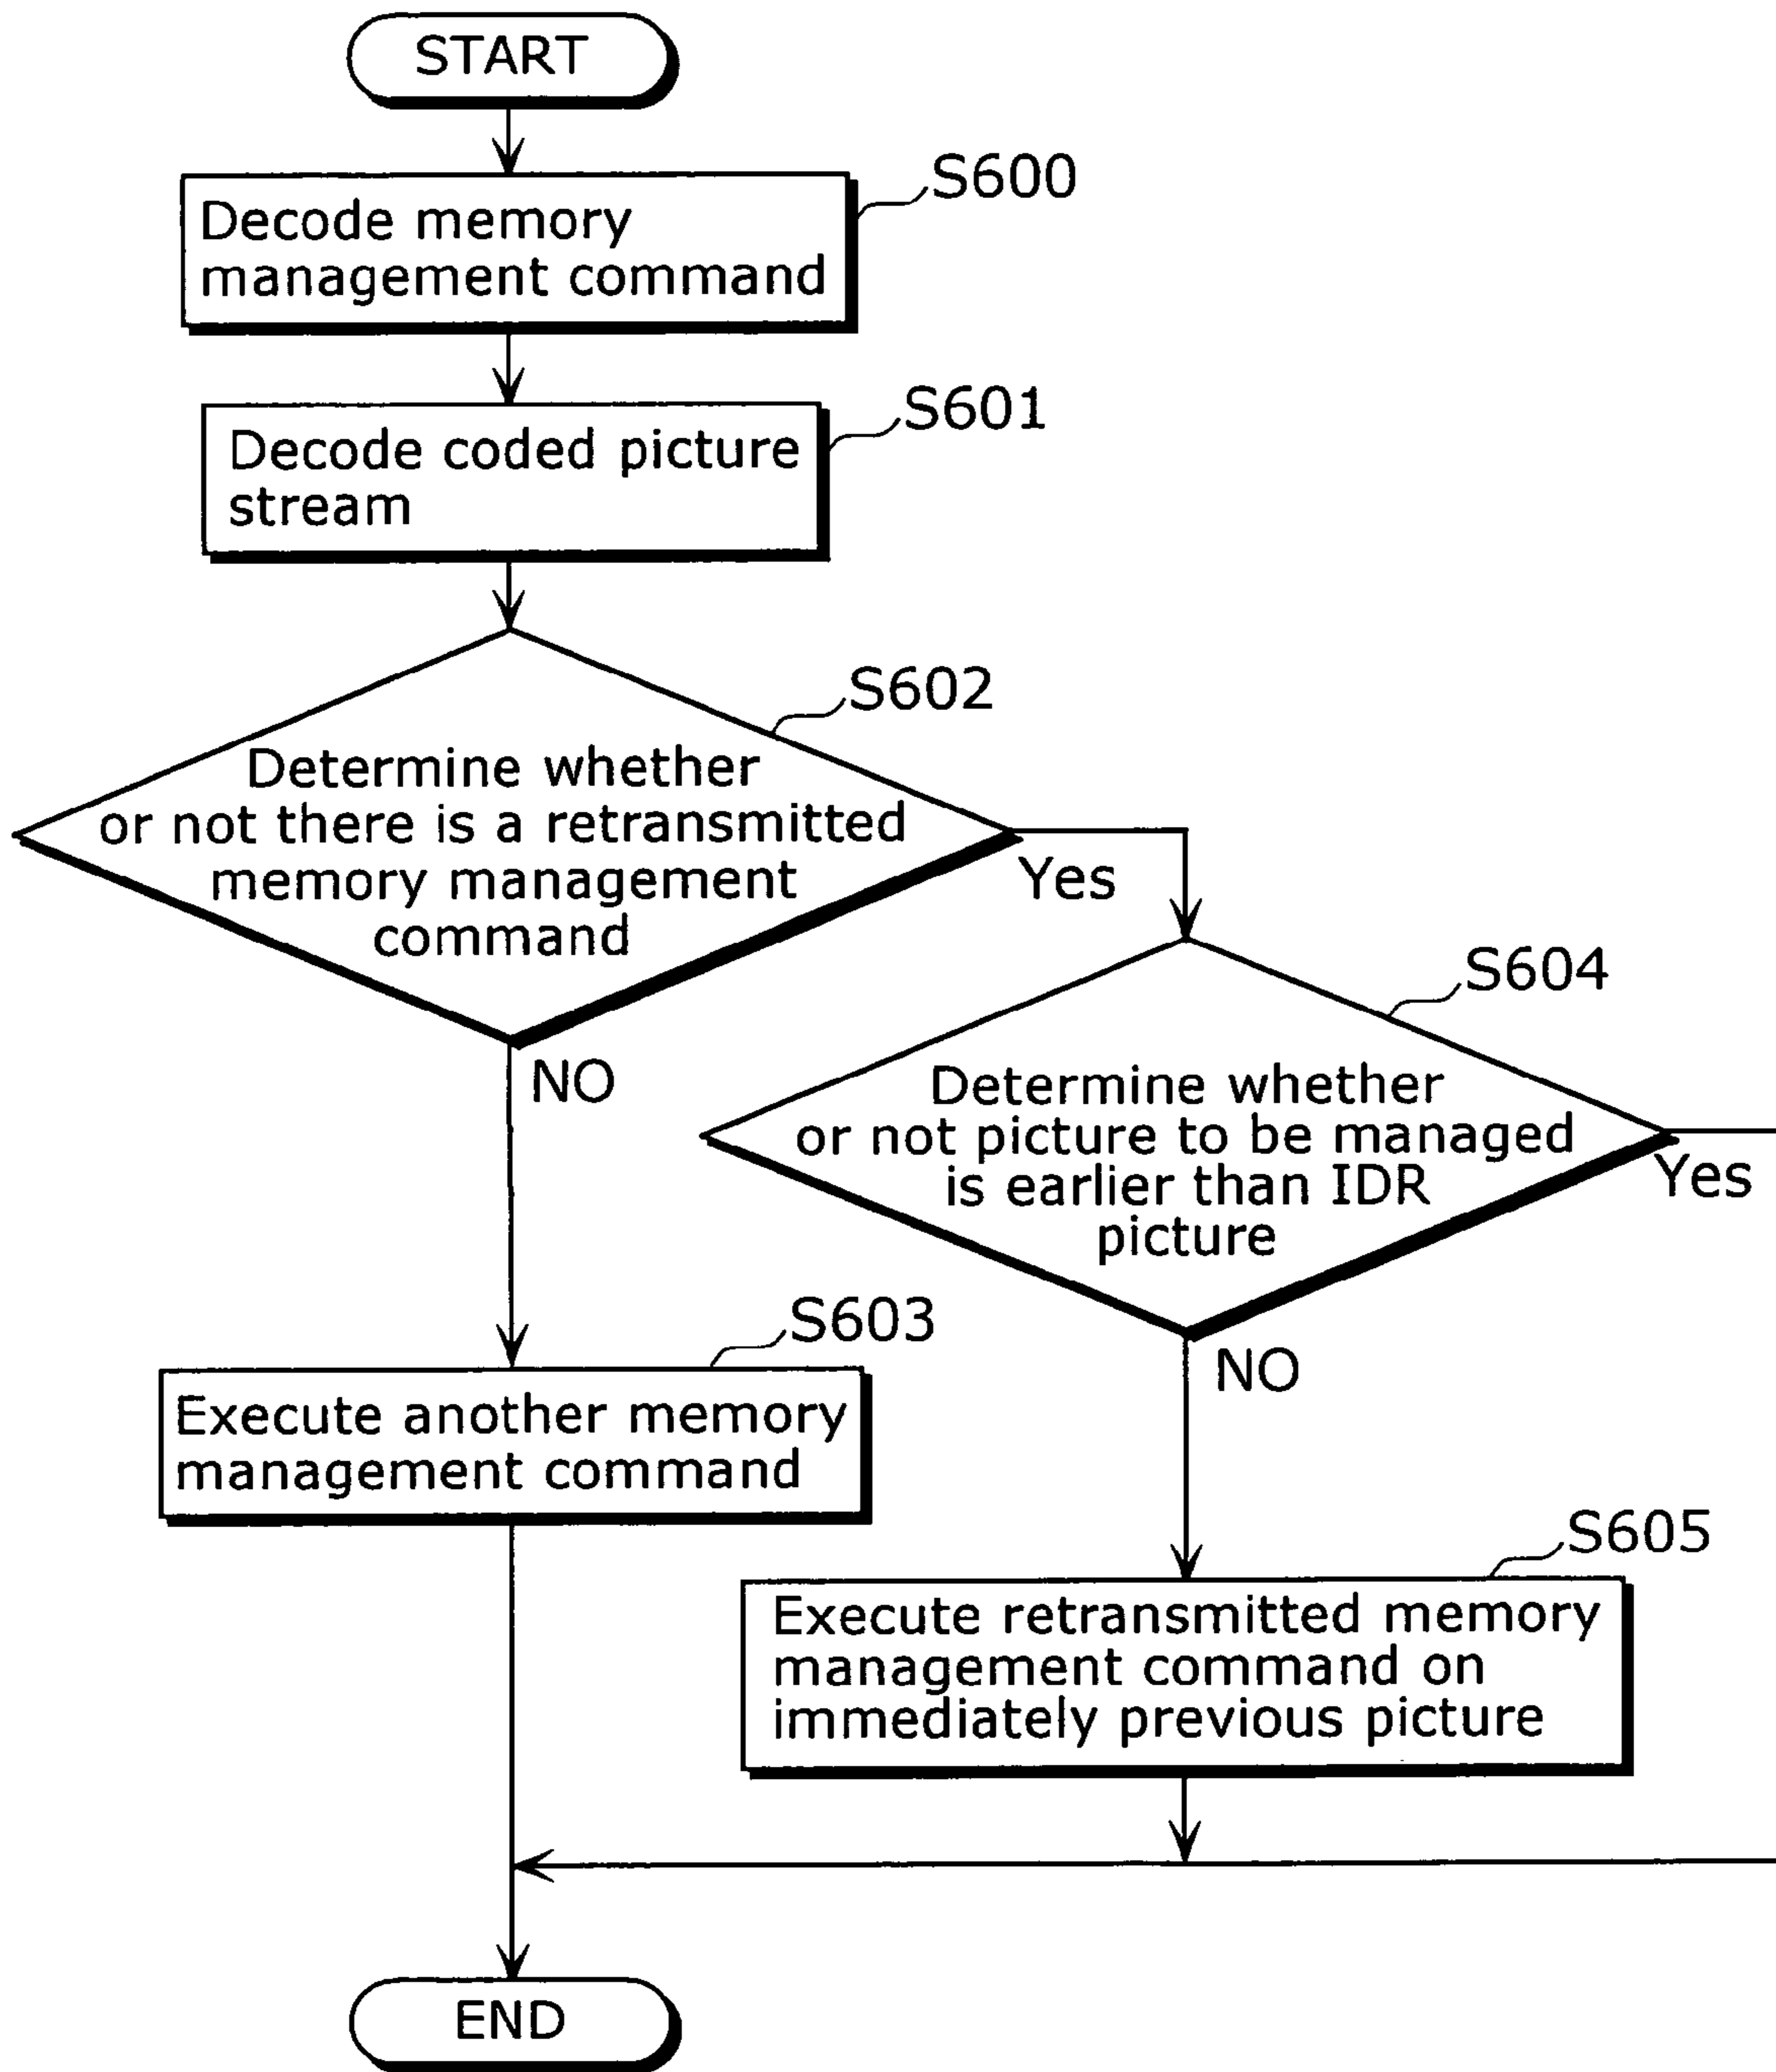 START
S600
Decode memory
management command
S601
Decode coded picture
stream
S602
Determine whether
or not there is a retransmitted
memory management
command
Yes
NO
S604
Determine whether
or not picture to be managed
is earlier than IDR
picture
Yes
NO
S603
Execute another memory
management command
S605
Execute retransmitted memory
management command on
immediately previous picture
END